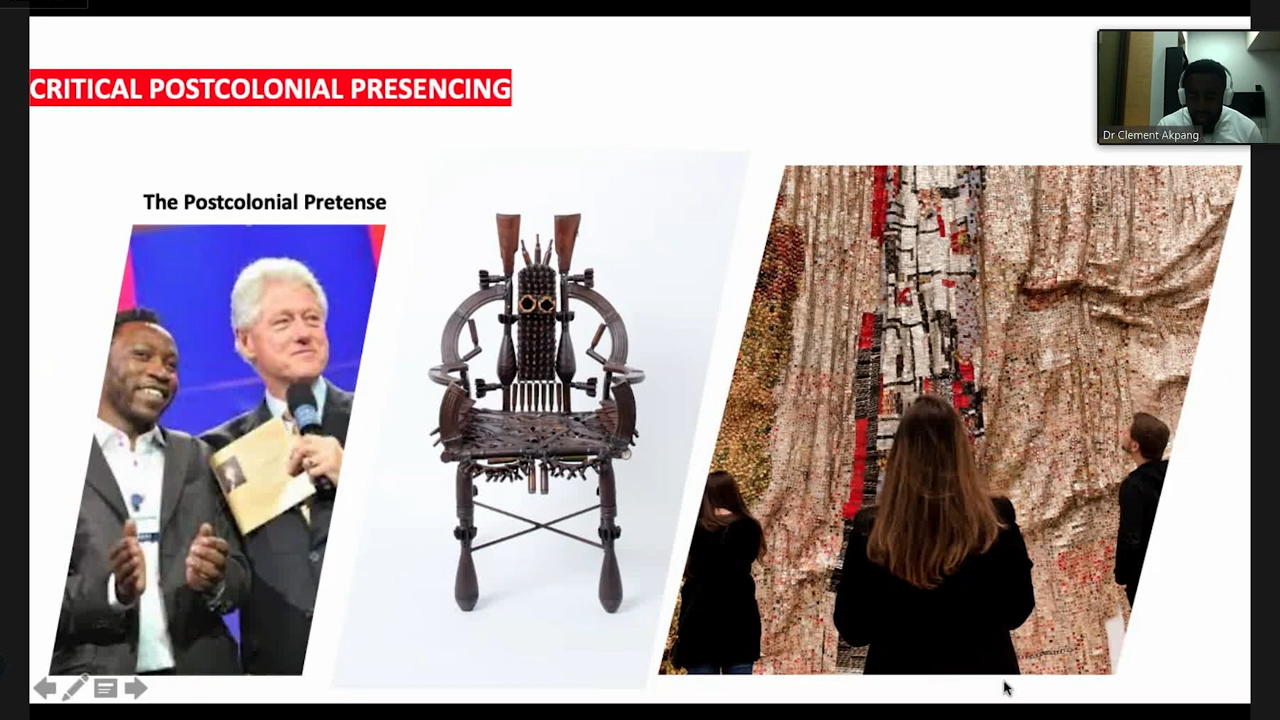 CRITICAL POSTCOLONIAL PRESENCING
Dr Clement Akpang
The Postcolonial Pretense